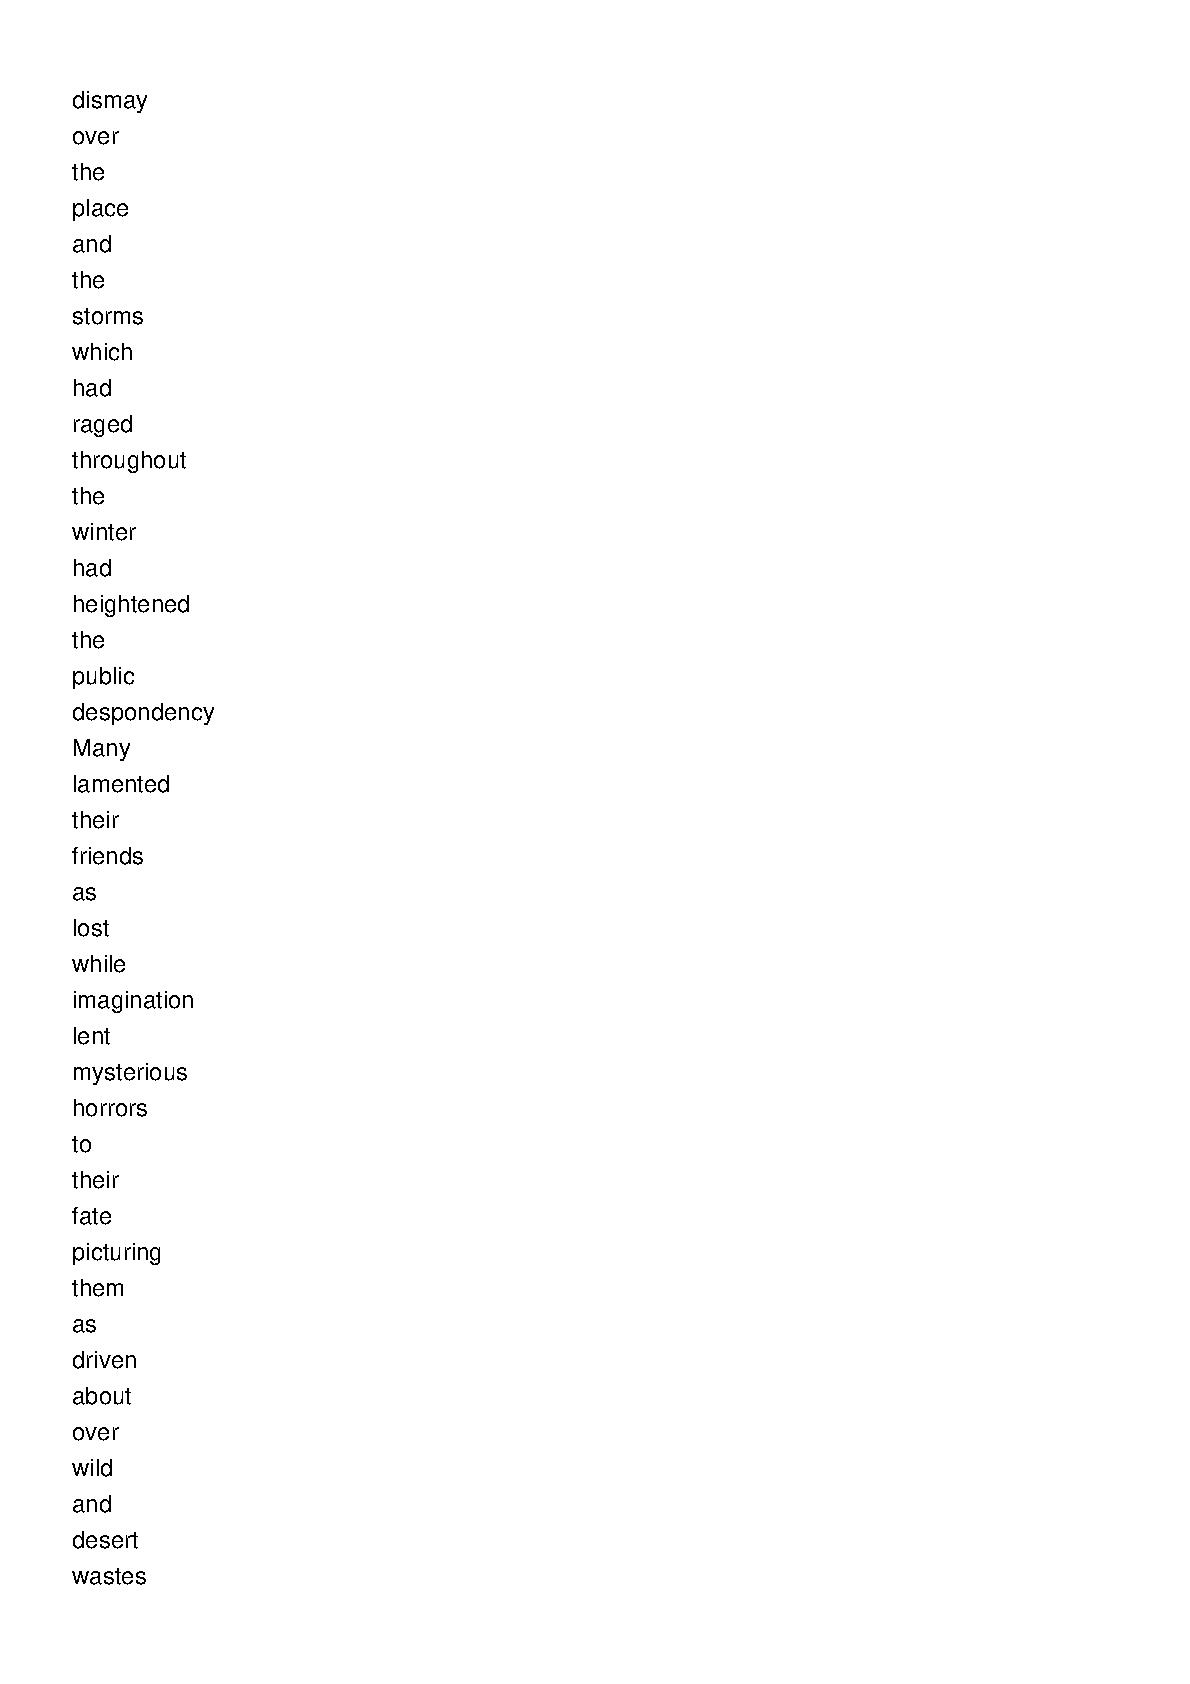 dismay
over
the
place
and
the
storms
which
had
raged
throughout
the
winter
had
heightened
the
public
despondency
Many
lamented
their
friends
as
lost
while
imagination
lent
mysterious
horrors
to
their
fate
picturing
them
as
driven
about
over
wild
and
desert
wastes